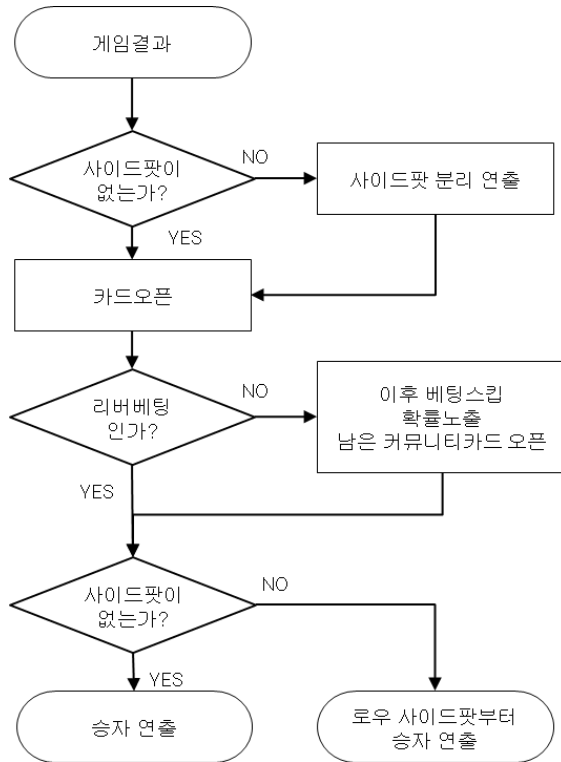 게임결과
사이드팟이
없는가?
NO
사이드팟 분리 연출
YES
카드오픈
리버베팅
인가?
NO
이후 베팅스킵
확률노출
남은 커뮤니티카드 오픈
YES
사이드팟이
없는가?
NO
YES
승자 연출
로우 사이드팟부터
승자 연출